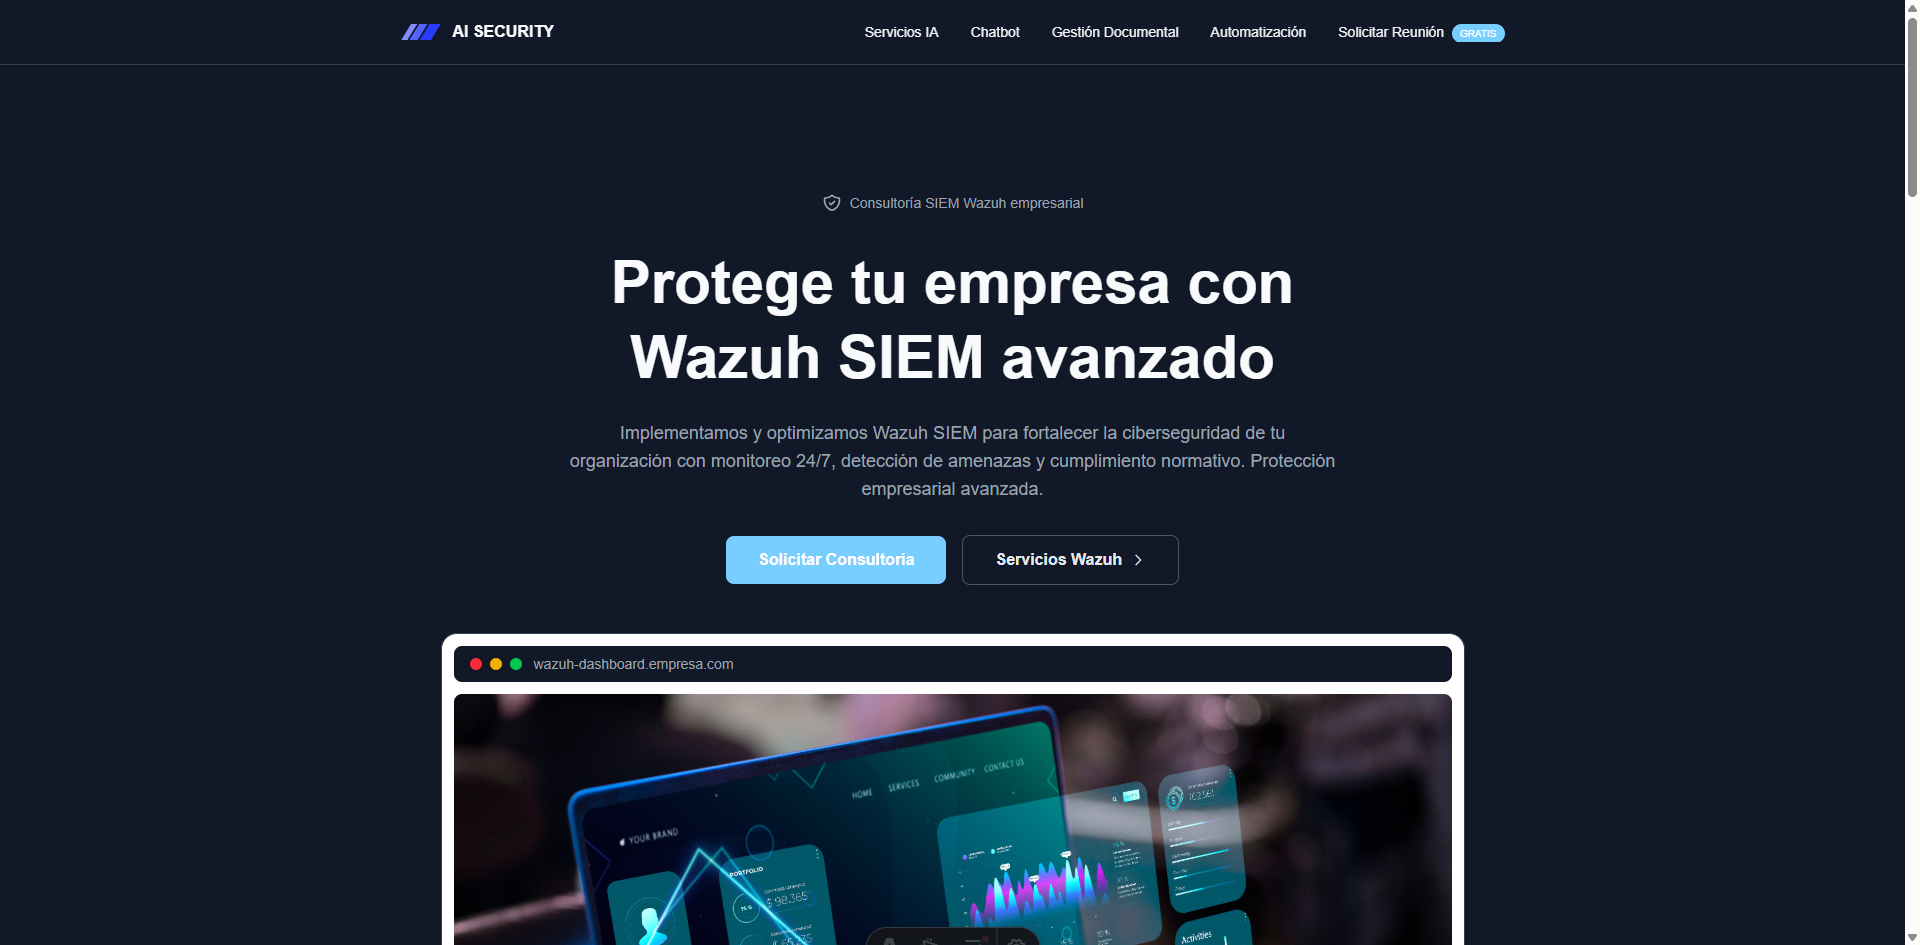 AI SECURITY
Servicios IA
Chatbot
Gestión Documental
Automatización
Solicitar Reunión GRATIS
Consultoría SIEM Wazuh empresarial
Protege tu empresa con
Wazuh SIEM avanzado
Implementamos y optimizamos Wazuh SIEM para fortalecer la ciberseguridad de tu
organización con monitoreo 24/7, detección de amenazas y cumplimiento normativo. Protección
empresarial avanzada.
Solicitar Consultoría
Servicios Wazuh
wazuh-dashboard.empresa.com
HOME SERVICES COMMUNITY CONTACT US
YOUR BRAND
PORTFOLIO
76 %
$ 98.365
102.561
Activities